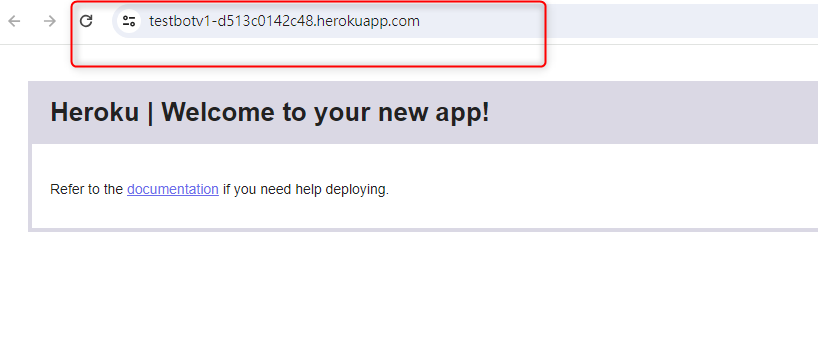 testbotv1-d513c0142c48.herokuapp.com
Heroku | Welcome to your new app!
Refer to the documentation if you need help deploying.